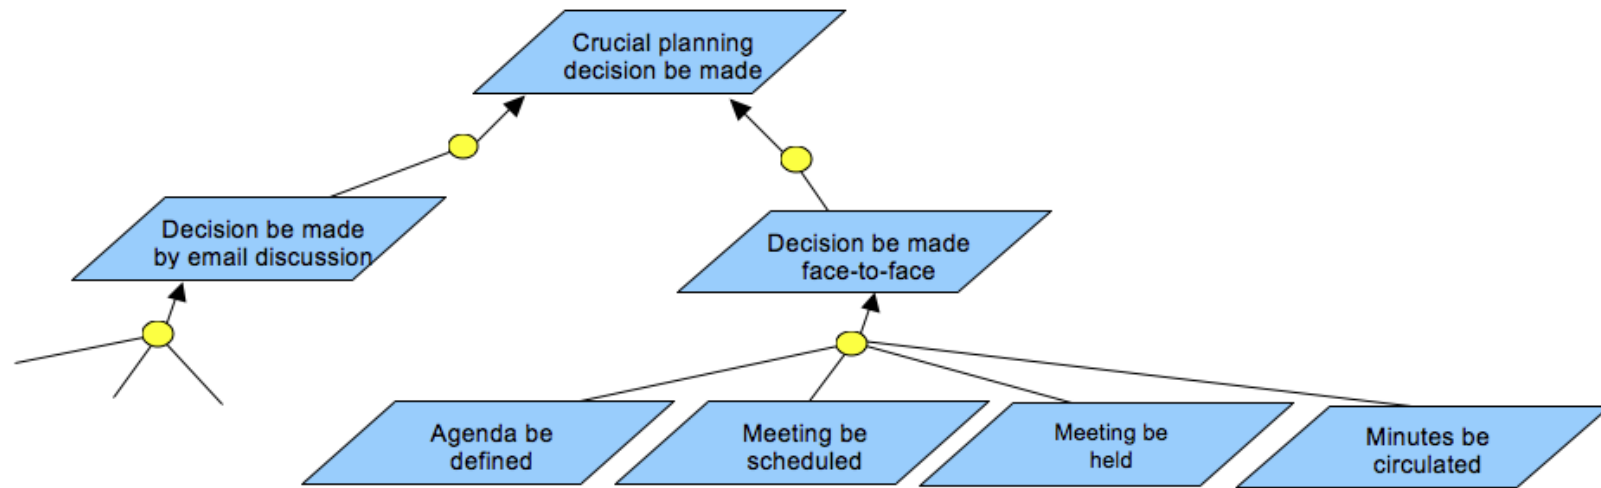 Crucial planning
decision be made
Decision be made
by email discussion
Decision be made
face-to-face
Agenda be
defined
Meeting be
scheduled
Meeting be
held
Minutes be
circulated